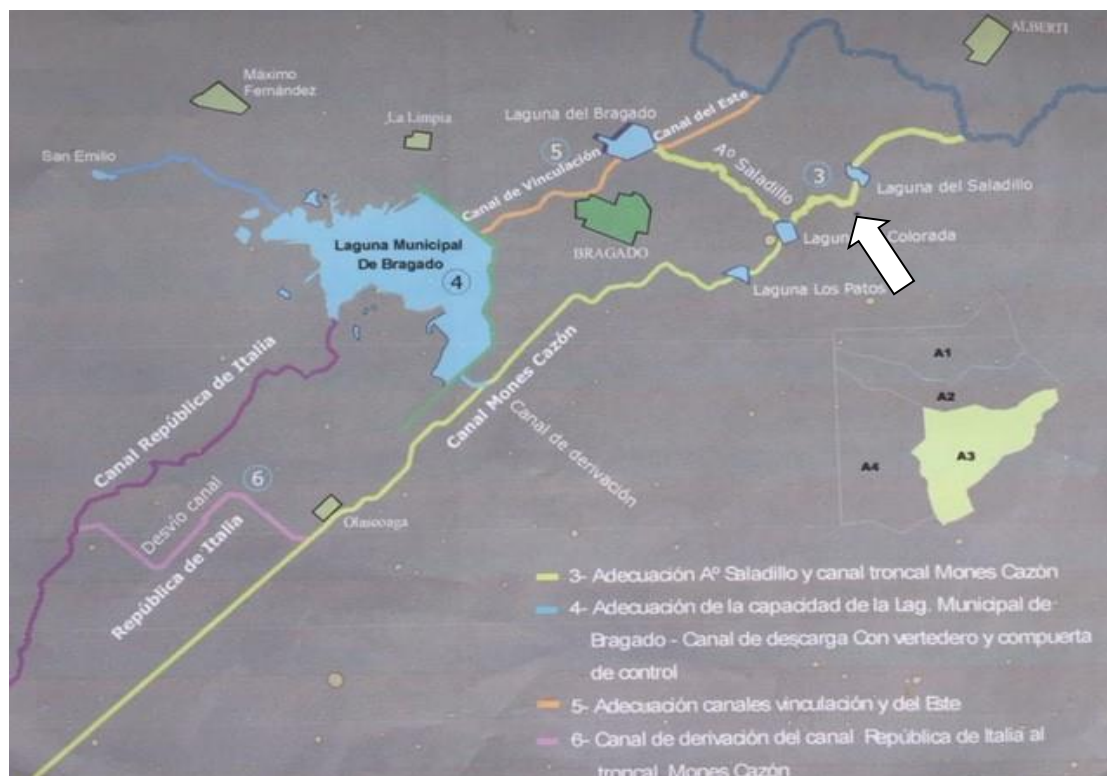 ALBERTI
Máximo
Fernández
La Limpia
Laguna del Bragado
Canal del Este
5
San Emilio
Canal de Vinculación
Aº Saladillo
3
Laguna del Saladillo
Laguna Municipal
De Bragado
4
BRAGADO
Laguna Colorada
Laguna Los Patos
Canal República de Italia
Canal Mones Cazón
Canal de derivación
A1
A2
A3
A4
6
Desvío canal
República de Italia
Olascoaga
3- Adecuación Aº Saladillo y canal troncal Mones Cazón
4- Adecuación de la capacidad de la Lag. Municipal de
Bragado - Canal de descarga Con vertedero y compuerta
de control
5- Adecuación canales vinculación y del Este
6- Canal de derivación del canal República de Italia al
troncal Mones Cazón